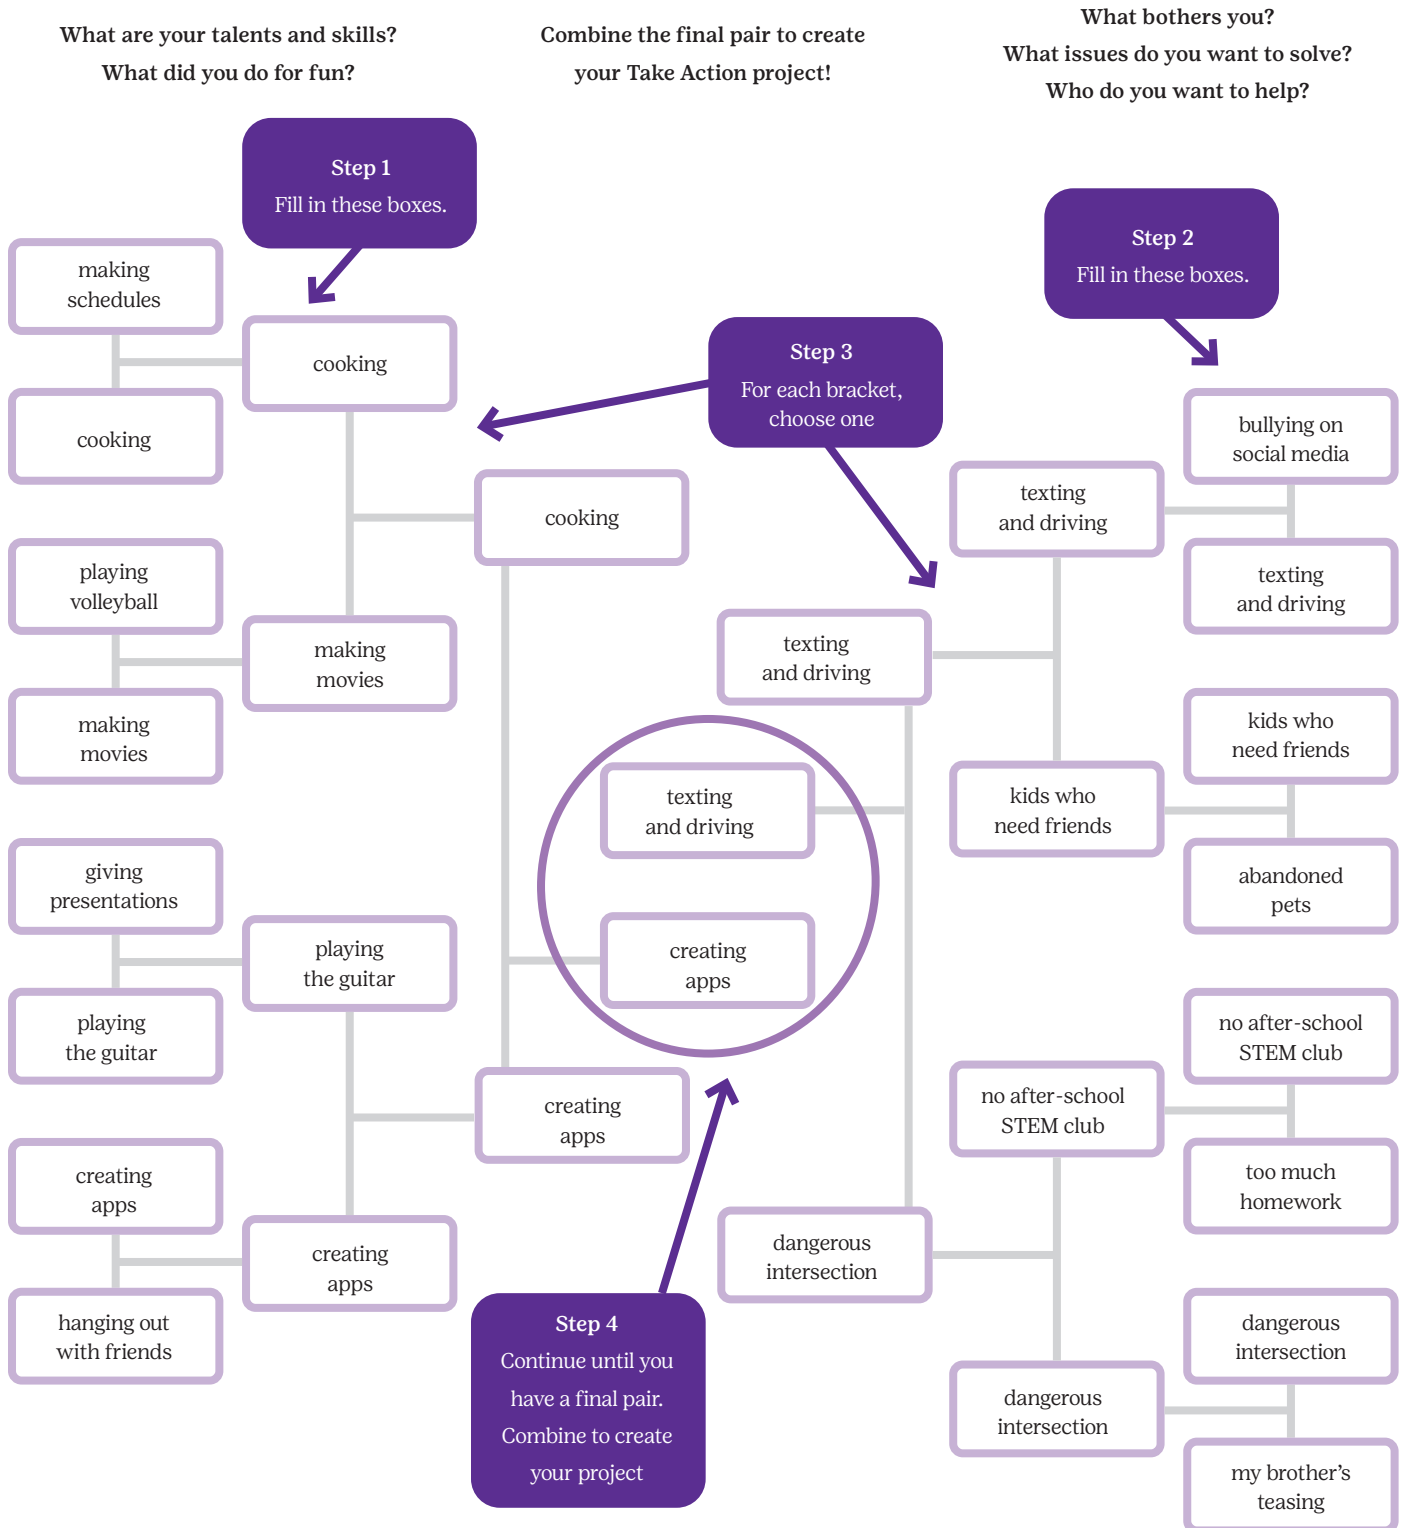 What are your talents and skills?
What did you do for fun?
Combine the final pair to create
your Take Action project!
What bothers you?
What issues do you want to solve?
Who do you want to help?
Step 1
Fill in these boxes.
making
schedules
cooking
cooking
playing
volleyball
making
movies
making
movies
cooking
giving
presentations
playing
the guitar
playing
the guitar
creating
apps
hanging out
with friends
creating
apps
creating
apps
Step 3
For each bracket,
choose one
texting
and driving
creating
apps
Step 4
Continue until you
have a final pair.
Combine to create
your project
texting
and driving
dangerous
intersection
Step 2
Fill in these boxes.
texting
and driving
bullying on
social media
texting
and driving
kids who
need friends
kids who
need friends
abandoned
pets
no after-school
STEM club
no after-school
STEM club
too much
homework
dangerous
intersection
dangerous
intersection
my brother’s
teasing